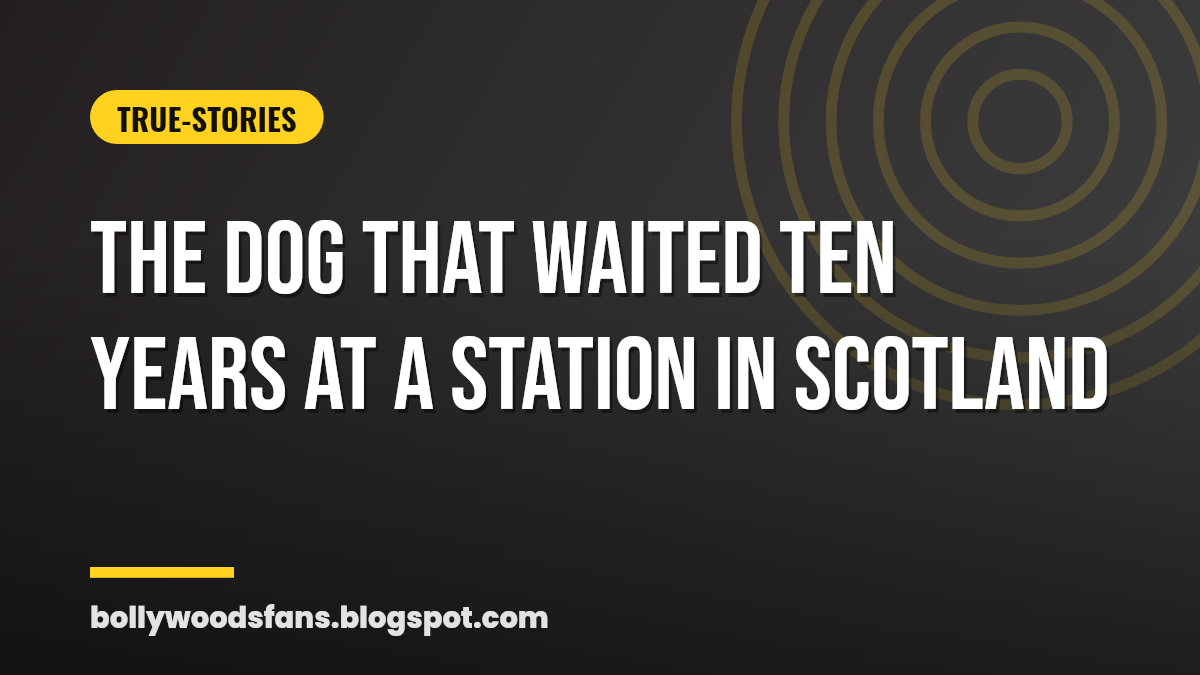 TRUE-STORIES
THE DOG THAT WAITED TEN
YEARS AT A STATION IN SCOTLAND
bollywoodsfans.blogspot.com